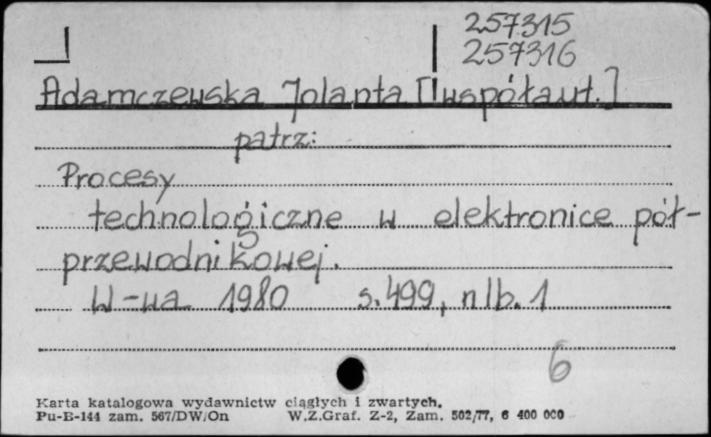 257315
257316
Adamczewska Jolanta [i współaut.]
patrz:
Procesy
technologiczne w elektronice pół-
przewodnikowej.
W-wa 1980 s. 499, nlb. 1
6
Karta katalogowa wydawnictw ciągłych i zwartych.
Pu-B-144 zam. 567/DW/On W.Z.Graf. Z-2, Zam. 502/77, 6 400 000